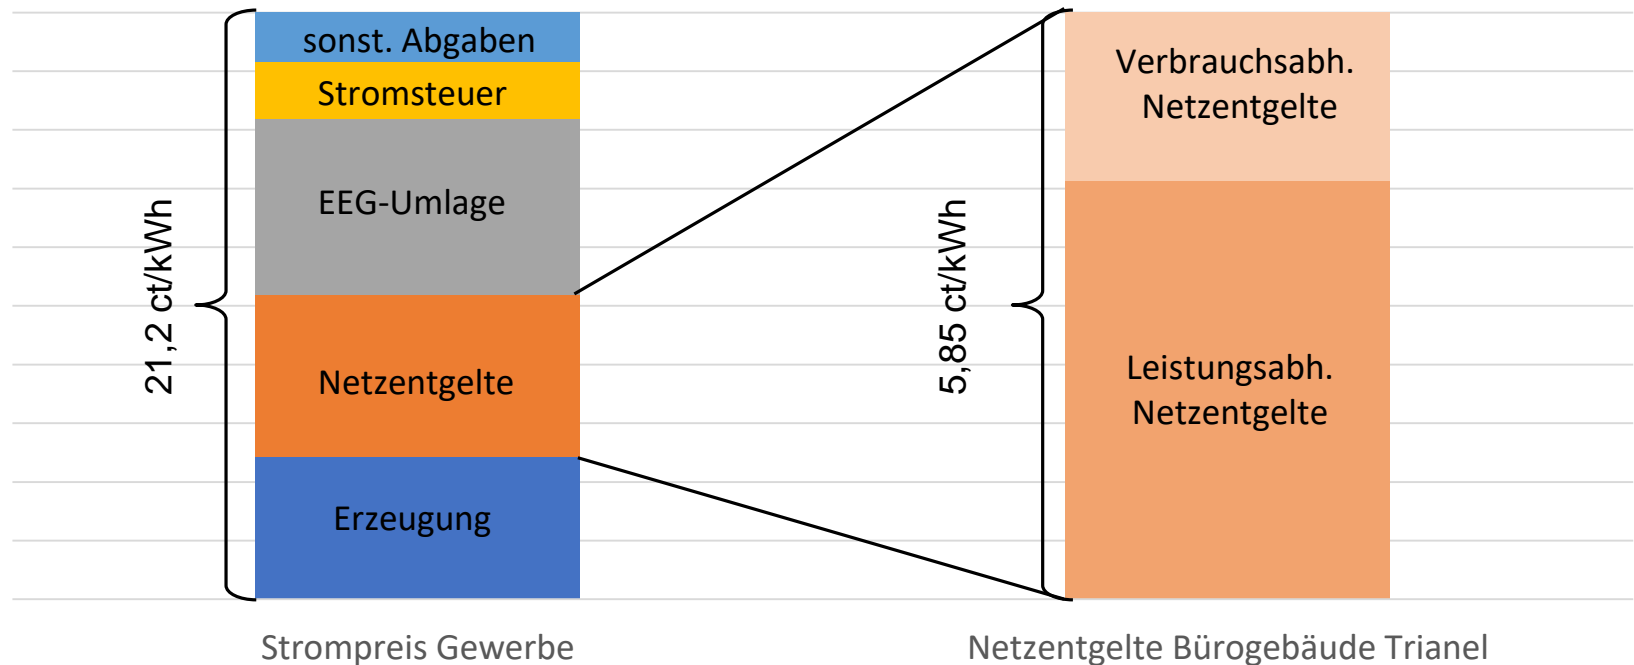 sonst. Abgaben
Stromsteuer
EEG-Umlage
Netzentgelte
Erzeugung
21,2 ct/kWh
Strompreis Gewerbe
Verbrauchsabh.
Netzentgelte
Leistungsabh.
Netzentgelte
5,85 ct/kWh
Netzentgelte Bürogebäude Trianel